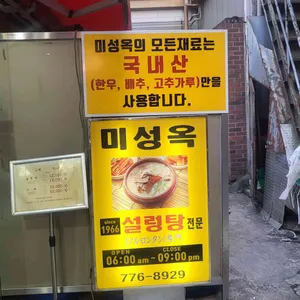 미성옥의 모든재료는
국내산
(한우, 배추, 고추가루)만을
사용합니다.
미성옥
since
1966
설렁탕 전문
OPEN CLOSE
06:00 am ~ 09:00 pm
776-8929